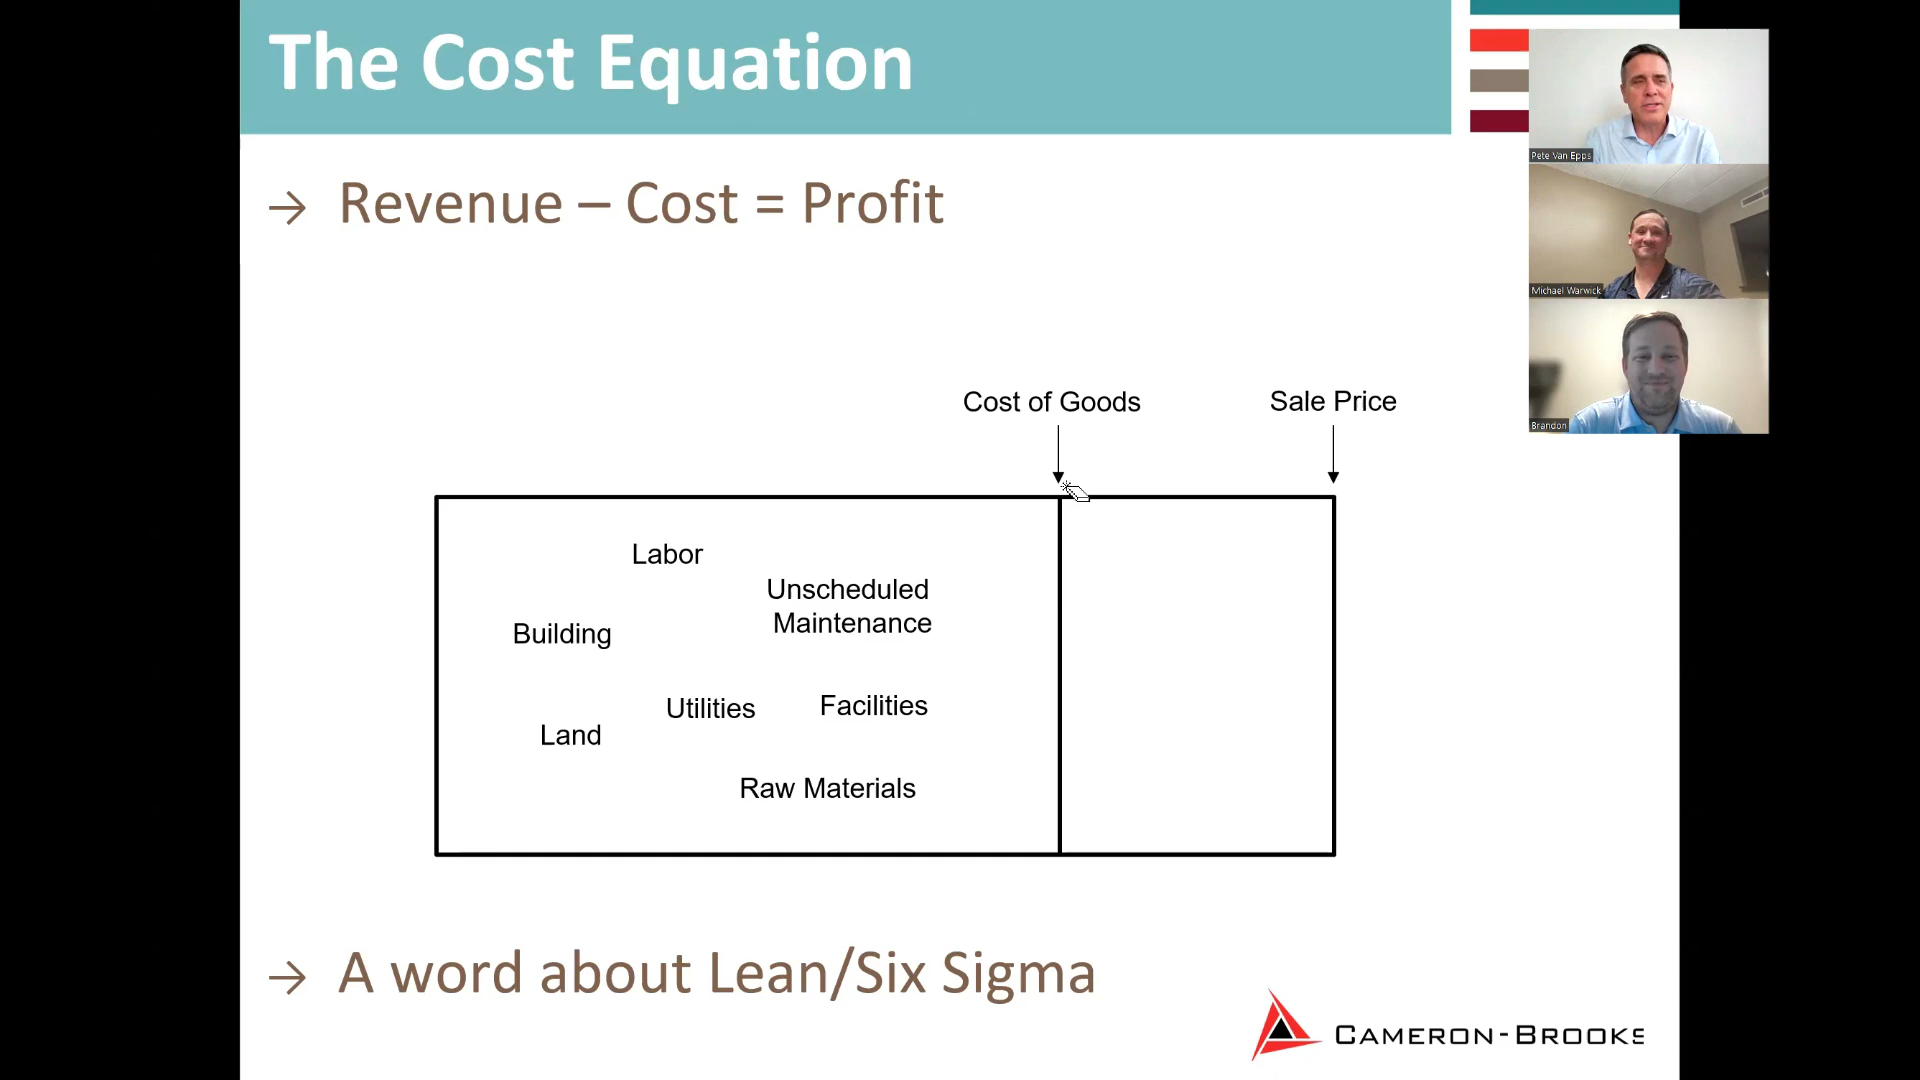 The Cost Equation
→ Revenue – Cost = Profit
Pete Van Epps
Michael Warwick
Brandon
Cost of Goods
Sale Price
Labor
Unscheduled
Maintenance
Building
Utilities
Facilities
Land
Raw Materials
→ A word about Lean/Six Sigma
CAMERON-BROOKS